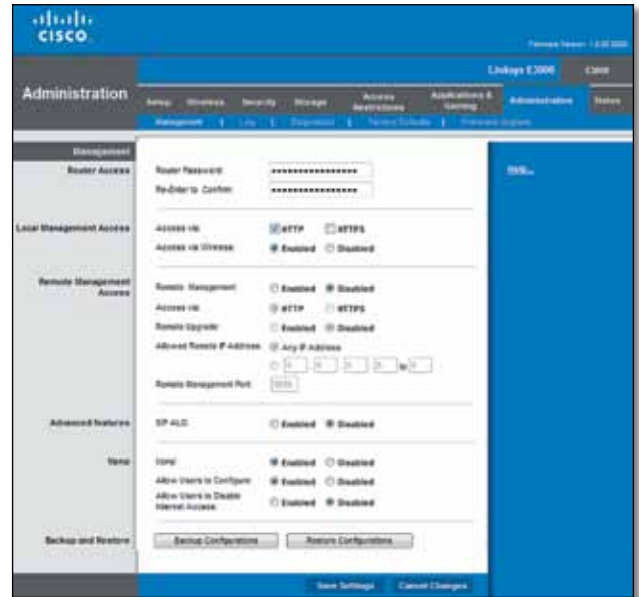 CISCO
Firmware Version:
Linksys E3000
Administration
Setup Wireless Security Storage Access Restrictions Applications & Gaming Administration Status
Management | Log | Diagnostics | Factory Defaults | Firmware Upgrade
Management
Router Access
Router Password:
Re-Enter to Confirm:
Help...
Local Management Access
Access via: HTTP HTTPS
Access via Wireless: Enabled Disabled
Remote Management Access
Remote Management: Enabled Disabled
Access via: HTTP HTTPS
Remote Upgrade: Enabled Disabled
Allowed Remote IP Address: Any IP Address
to
Remote Management Port:
Advanced features
SIP ALG: Enabled Disabled
Enabled Disabled
Allow Users to Configure: Enabled Disabled
Allow Users to Disable Internet Access: Enabled Disabled
Backup and Restore
Backup Configurations Restore Configurations
Save Settings Cancel Changes